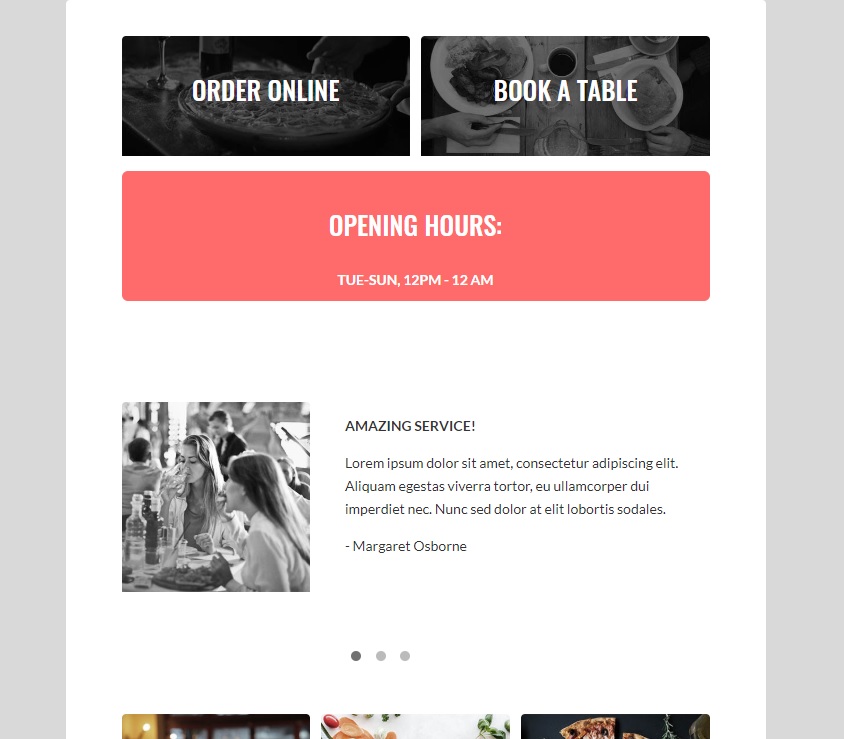 ORDER ONLINE
BOOK A TABLE
OPENING HOURS:
TUE-SUN, 12PM - 12 AM
AMAZING SERVICE!
Lorem ipsum dolor sit amet, consectetur adipiscing elit.
Aliquam egestas viverra tortor, eu ullamcorper dui
imperdiet nec. Nunc sed dolor at elit lobortis sodales.
- Margaret Osborne